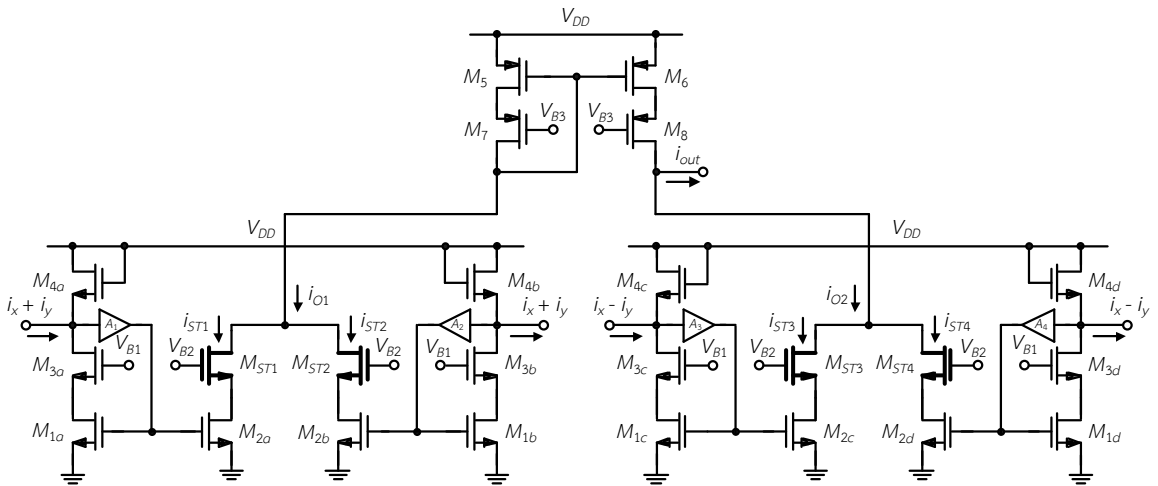 V_DD
M_5
M_6
V_B3
V_B3
M_7
M_8
i_out
V_DD
V_DD
M_4a
M_4b
M_4c
M_4d
i_x + i_y
i_O1
i_x + i_y
i_x - i_y
i_O2
i_x - i_y
A_1
i_ST1
i_ST2
A_2
A_3
i_ST3
i_ST4
A_4
V_B1
V_B2
V_B2
V_B1
V_B1
V_B2
V_B2
V_B1
M_3a
M_ST1
M_ST2
M_3b
M_3c
M_ST3
M_ST4
M_3d
M_1a
M_2a
M_2b
M_1b
M_1c
M_2c
M_2d
M_1d